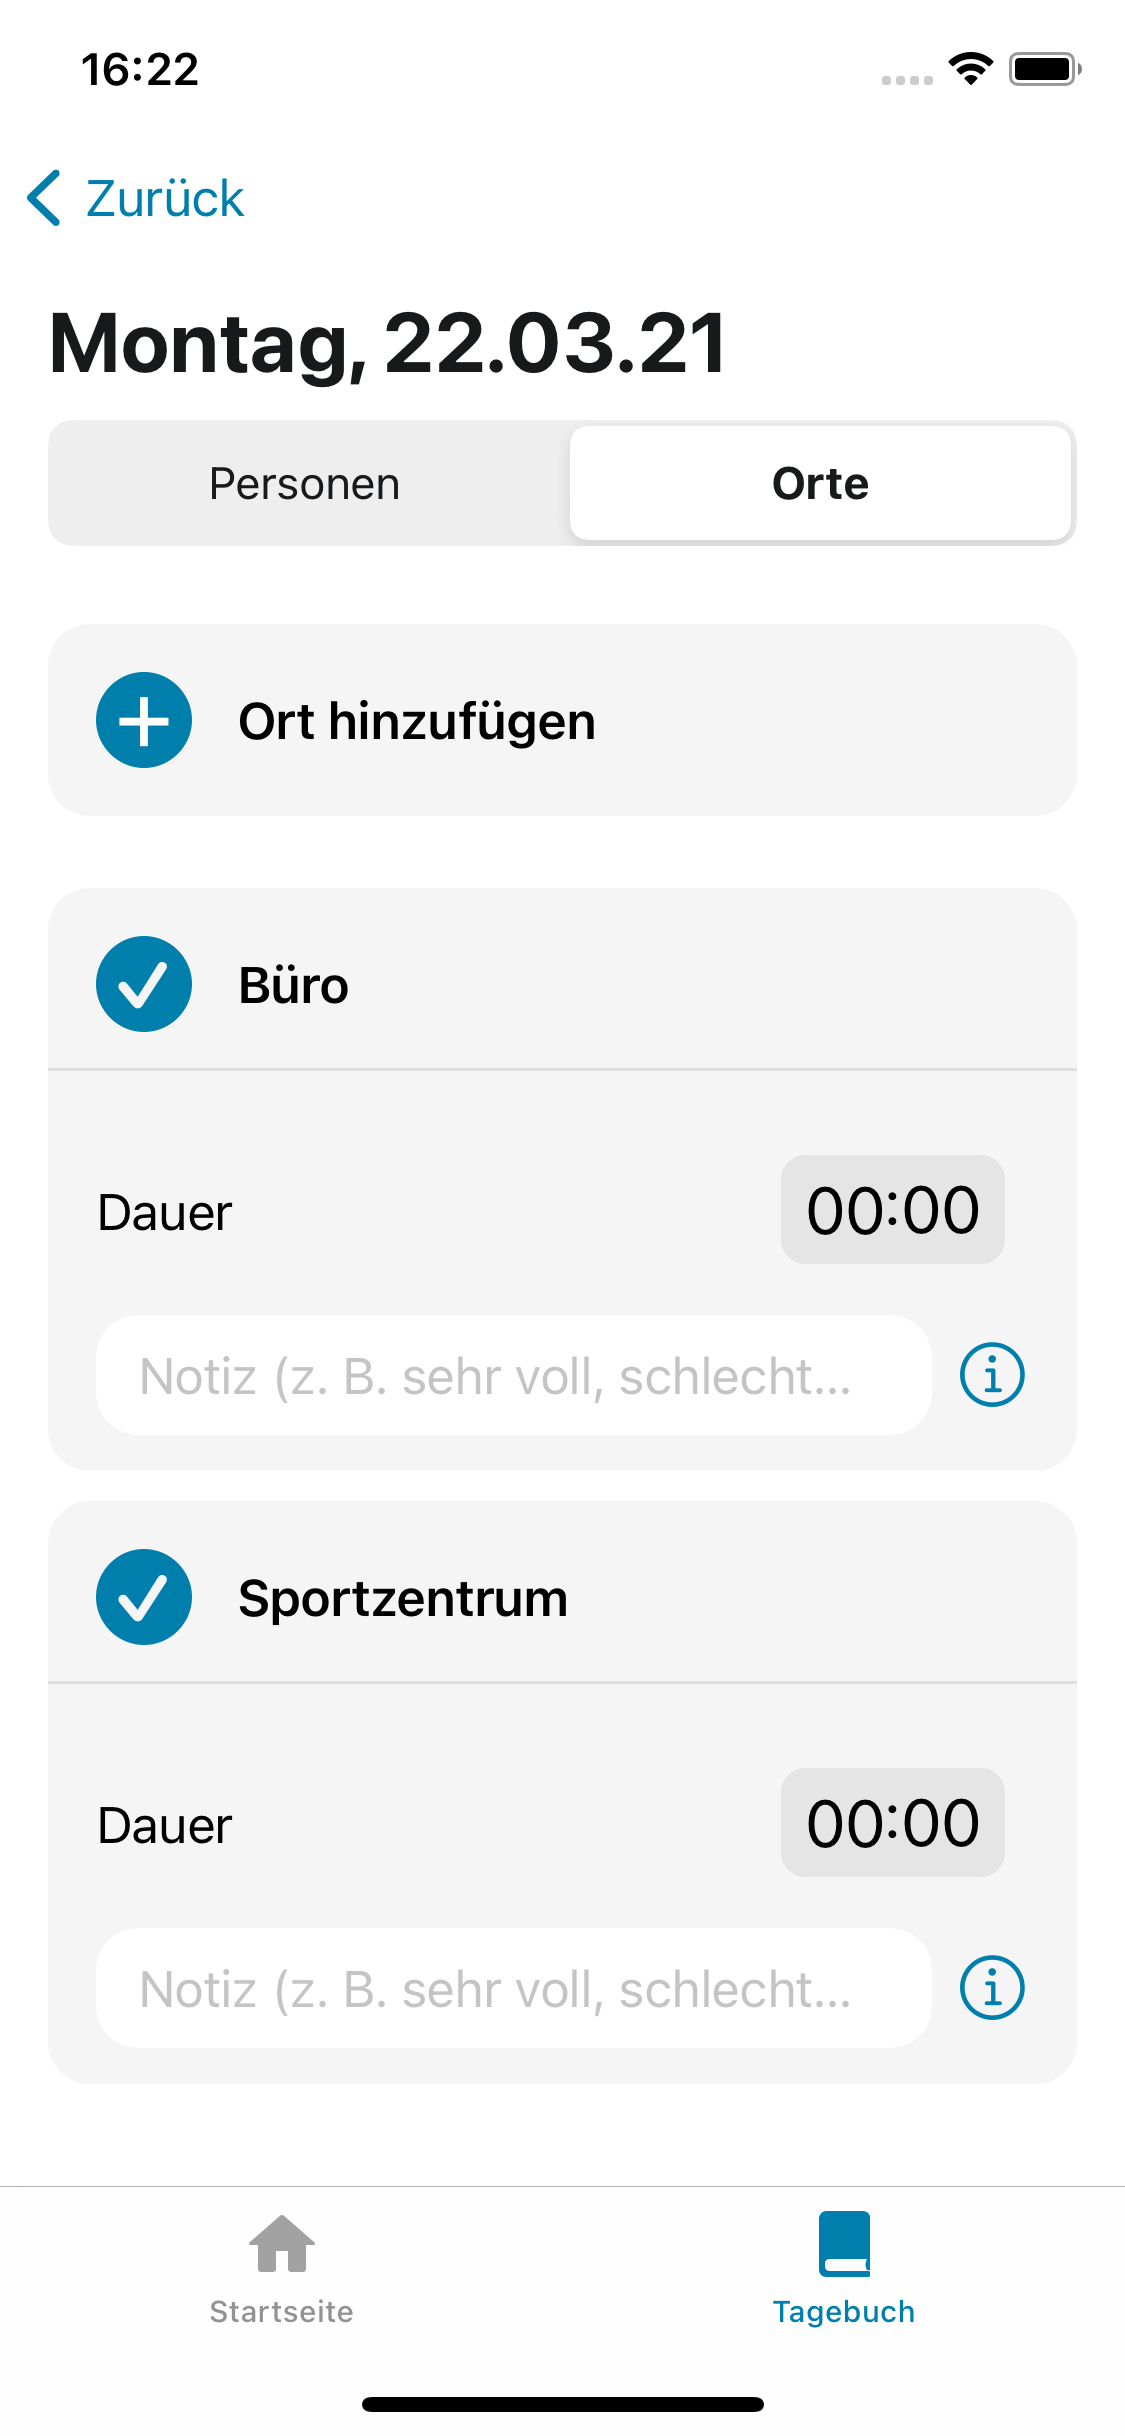 16:22
Zurück
Montag, 22.03.21
Personen
Orte
Ort hinzufügen
Büro
Dauer
00:00
Notiz (z. B. sehr voll, schlecht...
Sportzentrum
Dauer
00:00
Notiz (z. B. sehr voll, schlecht...
Startseite
Tagebuch